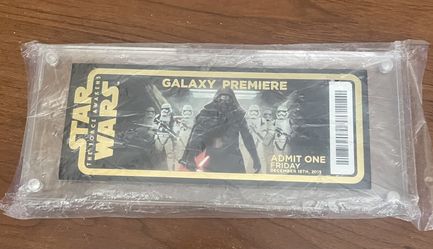 STAR
THE FORCE AWAKENS
WARS
GALAXY PREMIERE
ADMIT ONE
FRIDAY
DECEMBER 18TH, 2015